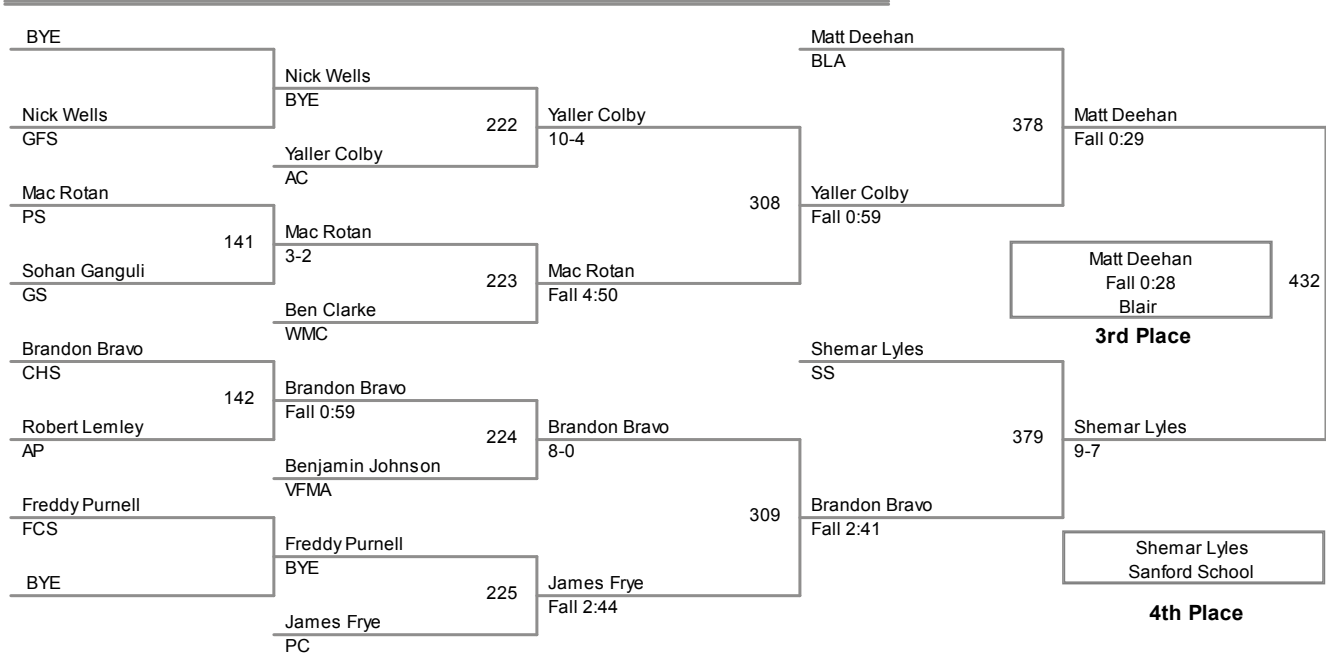 BYE
Nick Wells
GFS
Mac Rotan
PS
141
Sohan Ganguli
GS
Brandon Bravo
CHS
142
Robert Lemley
AP
Freddy Purnell
FCS
BYE
Nick Wells
BYE
222
Yaller Colby
AC
Mac Rotan
3-2
223
Ben Clarke
WMC
Brandon Bravo
Fall 0:59
224
Benjamin Johnson
VFMA
Freddy Purnell
BYE
225
James Frye
PC
Yaller Colby
10-4
308
Mac Rotan
Fall 4:50
Brandon Bravo
8-0
309
James Frye
Fall 2:44
Matt Deehan
BLA
378
Yaller Colby
Fall 0:59
Shemar Lyles
SS
379
Brandon Bravo
Fall 2:41
Matt Deehan
Fall 0:29
Matt Deehan
Fall 0:28
Blair
432
3rd Place
Shemar Lyles
9-7
Shemar Lyles
Sanford School
4th Place